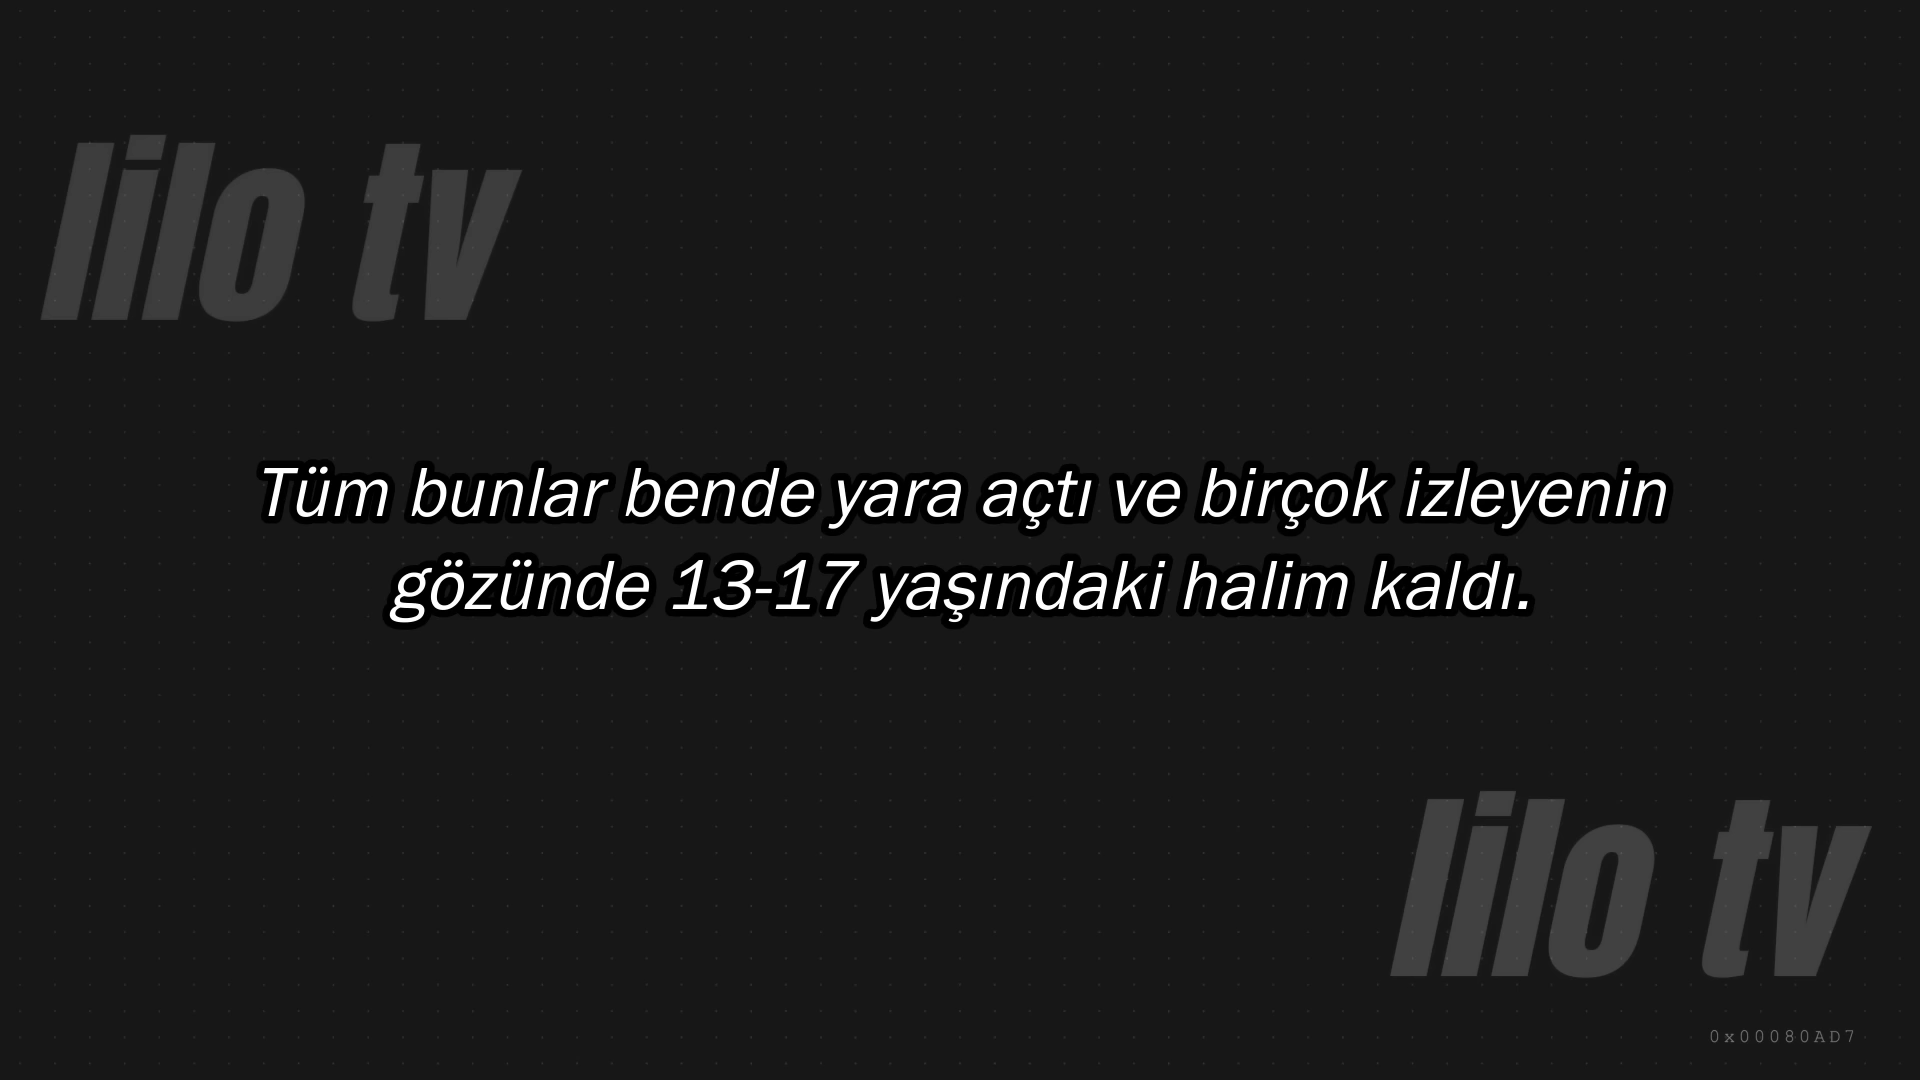 lilo tv
Tüm bunlar bende yara açtı ve birçok izleyenin
gözünde 13-17 yaşındaki halim kaldı.
lilo tv
0x00080AD7